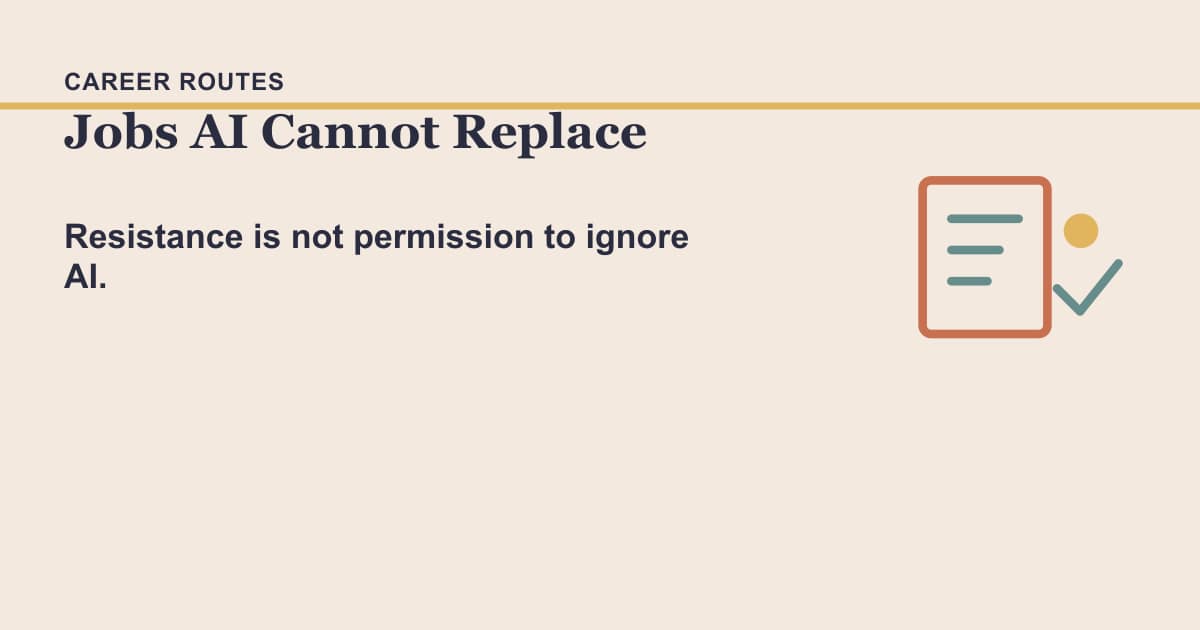 CAREER ROUTES
Jobs AI Cannot Replace
Resistance is not permission to ignore
AI.